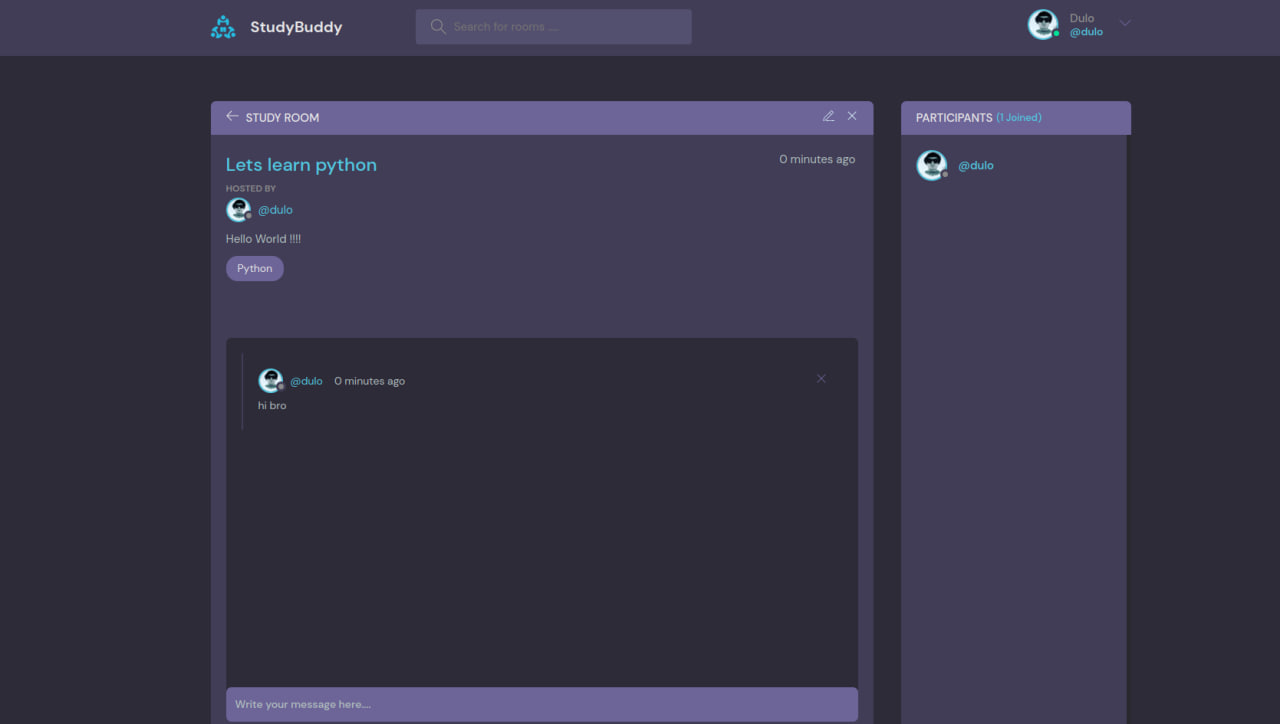 StudyBuddy
Search for rooms ....
Dulo
@dulo
STUDY ROOM
Lets learn python
0 minutes ago
HOSTED BY
@dulo
Hello World !!!!
Python
@dulo 0 minutes ago
hi bro
Write your message here....
PARTICIPANTS (1 Joined)
@dulo